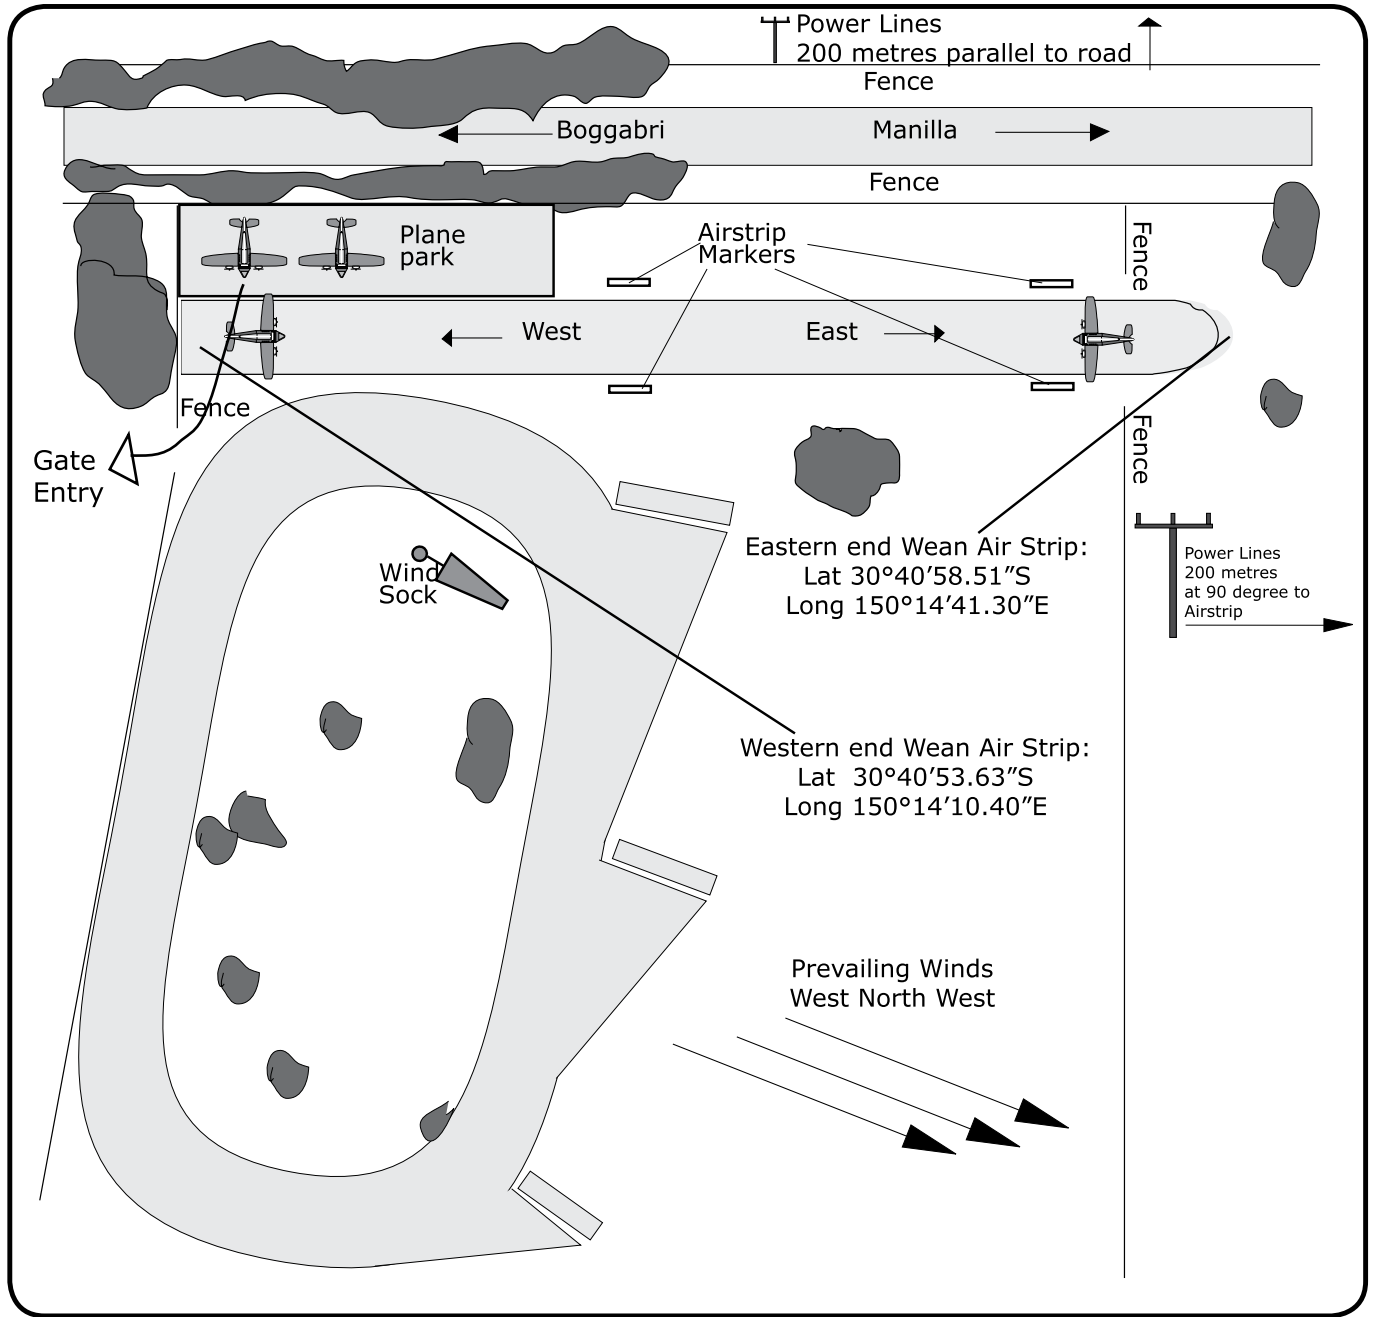 Power Lines
200 metres parallel to road
Fence
Boggabri
Manilla
Fence
Plane
park
Airstrip
Markers
Fence
West
East
Fence
Gate
Entry
Fence
Wind
Sock
Eastern end Wean Air Strip:
Lat 30°40’58.51”S
Long 150°14’41.30”E
Power Lines
200 metres
at 90 degree to
Airstrip
Western end Wean Air Strip:
Lat  30°40’53.63”S
Long 150°14’10.40”E
Prevailing Winds
West North West